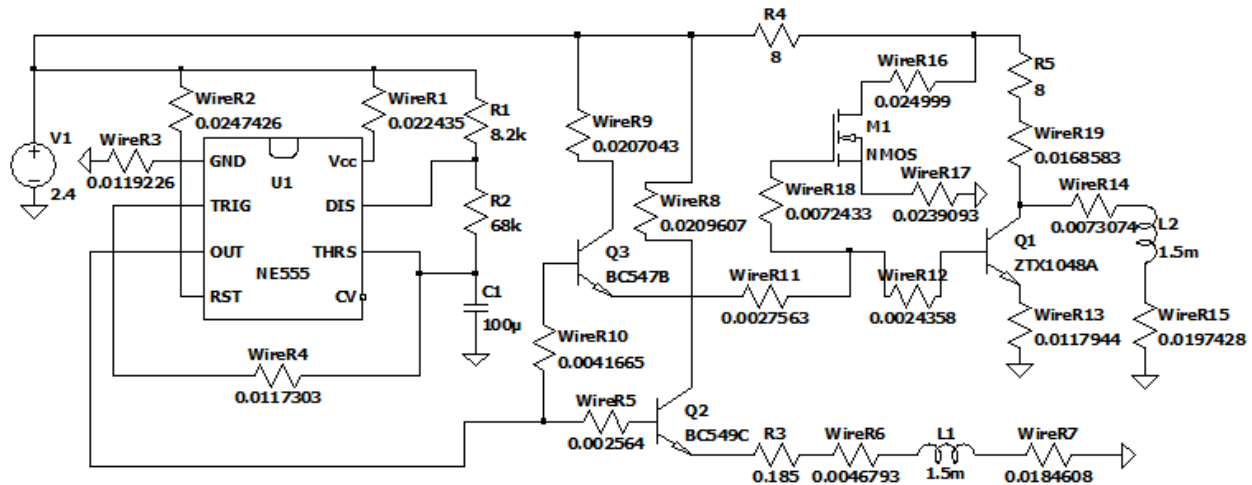 R4
8
WireR16
0.024999
R5
8
WireR2
0.0247426
WireR1
0.022435
R1
8.2k
WireR9
0.0207043
M1
NMOS
WireR19
0.0168583
V1
2.4
WireR3
0.0119226
GND
Vcc
U1
TRIG
DIS
OUT
THRS
NE555
RST
CV
R2
68k
WireR8
0.0209607
WireR18
0.0072433
WireR17
0.0239093
WireR14
0.0073074
L2
1.5m
Q3
BC547B
Q1
ZTX1048A
WireR11
0.0027563
WireR12
0.0024358
C1
100µ
WireR10
0.0041665
WireR13
0.0117944
WireR15
0.0197428
WireR4
0.0117303
WireR5
0.002564
Q2
BC549C
R3
0.185
WireR6
0.0046793
L1
1.5m
WireR7
0.0184608